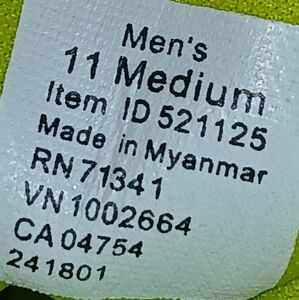 Men's
11 Medium
Item ID 521125
Made in Myanmar
RN 71341
VN 1002664
CA 04754
241801